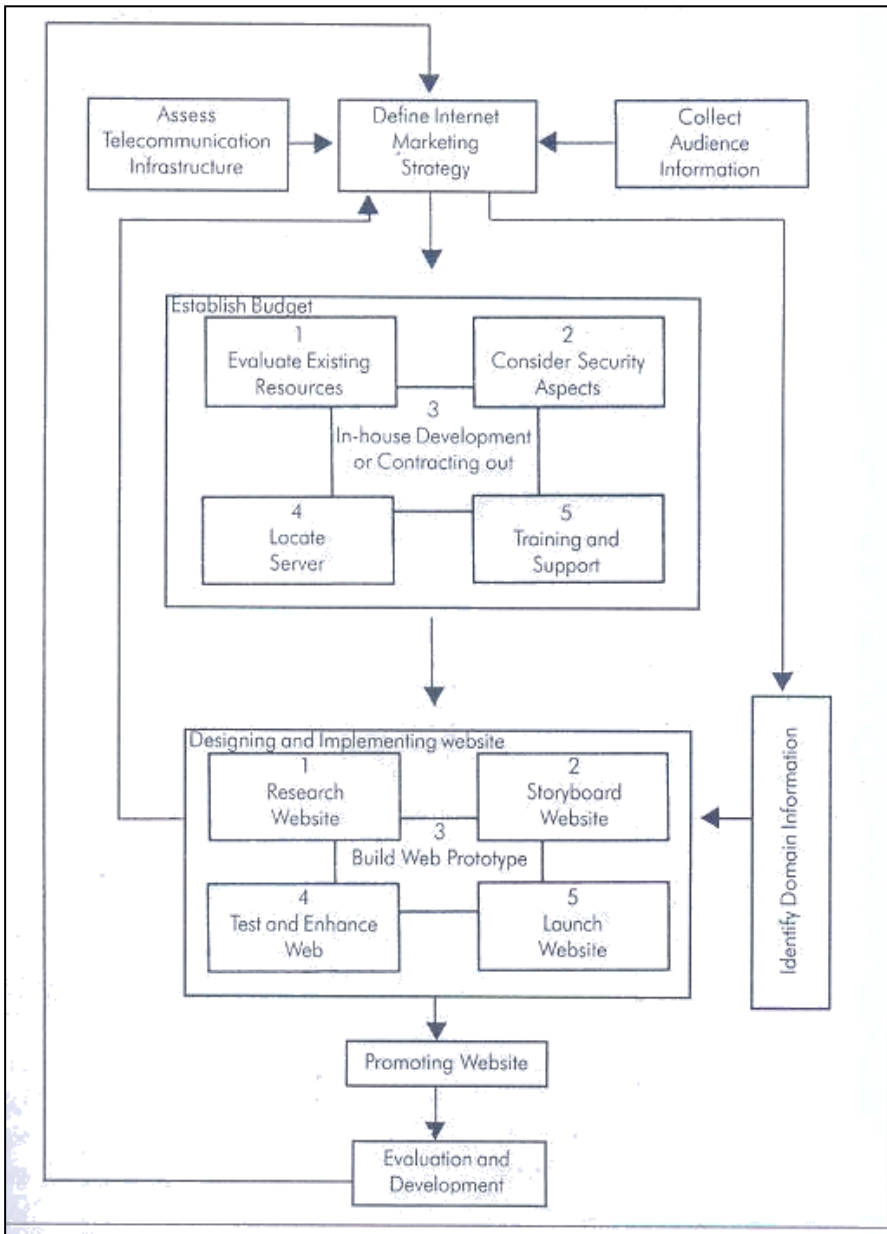 Assess
Telecommunication
Infrastructure
Define Internet
Marketing
Strategy
Collect
Audience
Information
Establish Budget
1
Evaluate Existing
Resources
2
Consider Security
Aspects
3
In-house Development
or Contracting out
4
Locate
Server
5
Training and
Support
Designing and Implementing website
1
Research
Website
2
Storyboard
Website
3
Build Web Prototype
4
Test and Enhance
Web
5
Launch
Website
Identify Domain Information
Promoting Website
Evaluation and
Development